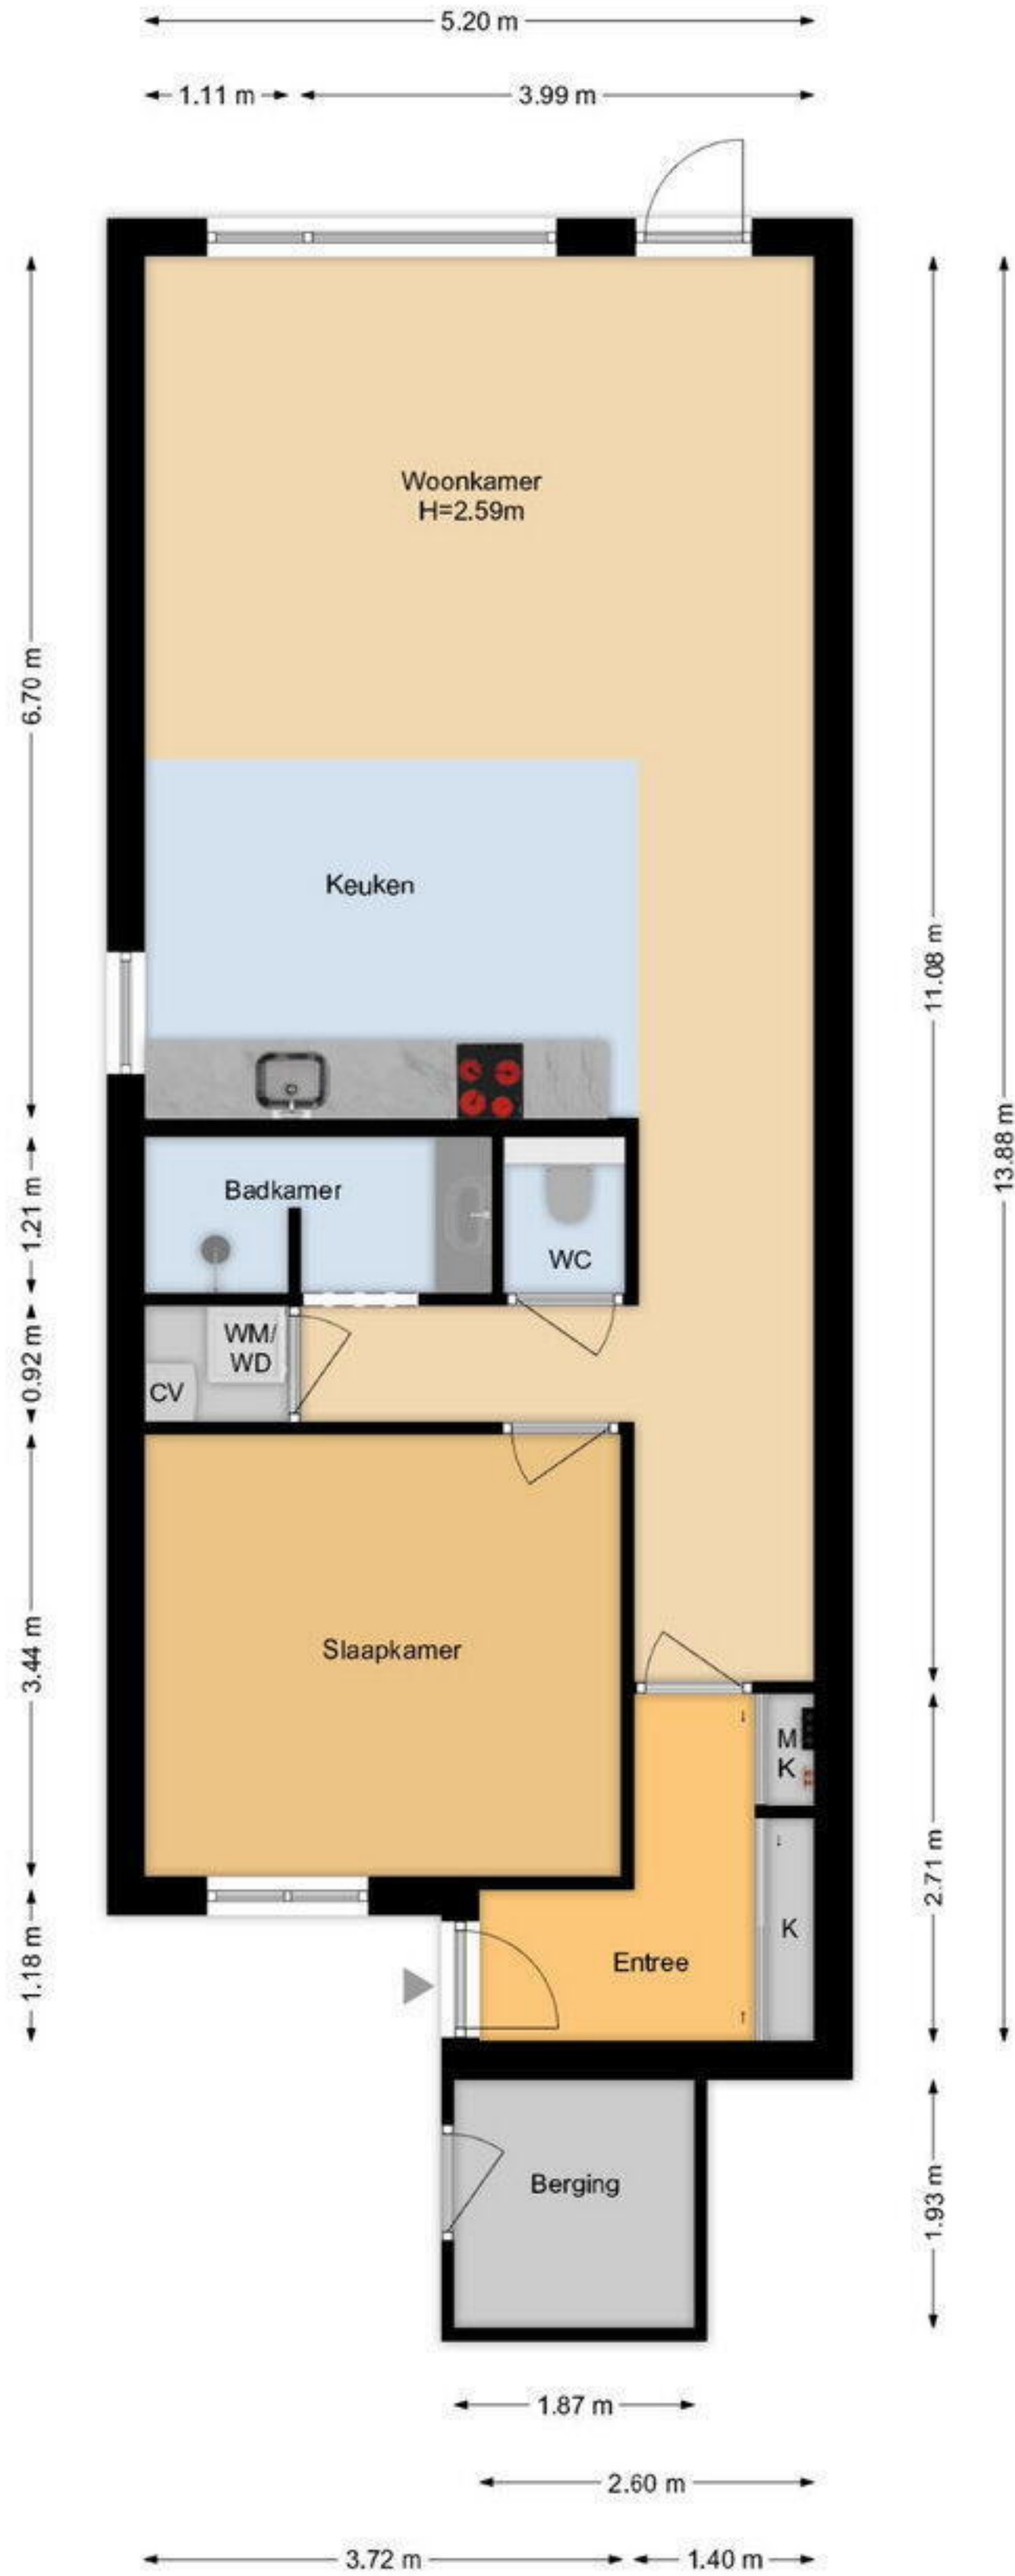 5.20 m
1.11 m
3.99 m
Woonkamer
H=2.59m
6.70 m
Keuken
11.08 m
13.88 m
Badkamer
1.21 m
WC
WM/
WD
0.92 m
CV
Slaapkamer
3.44 m
M
K
2.71 m
K
Entree
1.18 m
Berging
1.93 m
1.87 m
2.60 m
3.72 m
1.40 m